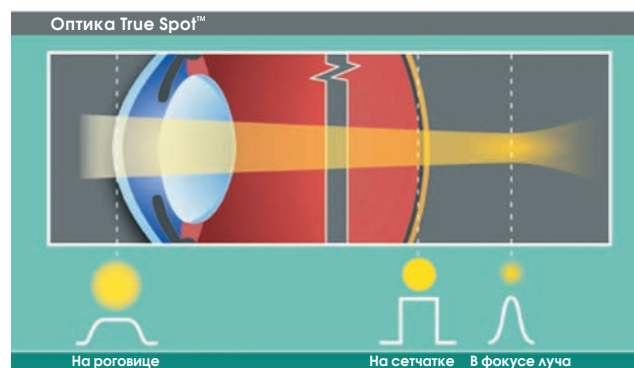 Оптика True Spot™
На роговице
На сетчатке
В фокусе луча